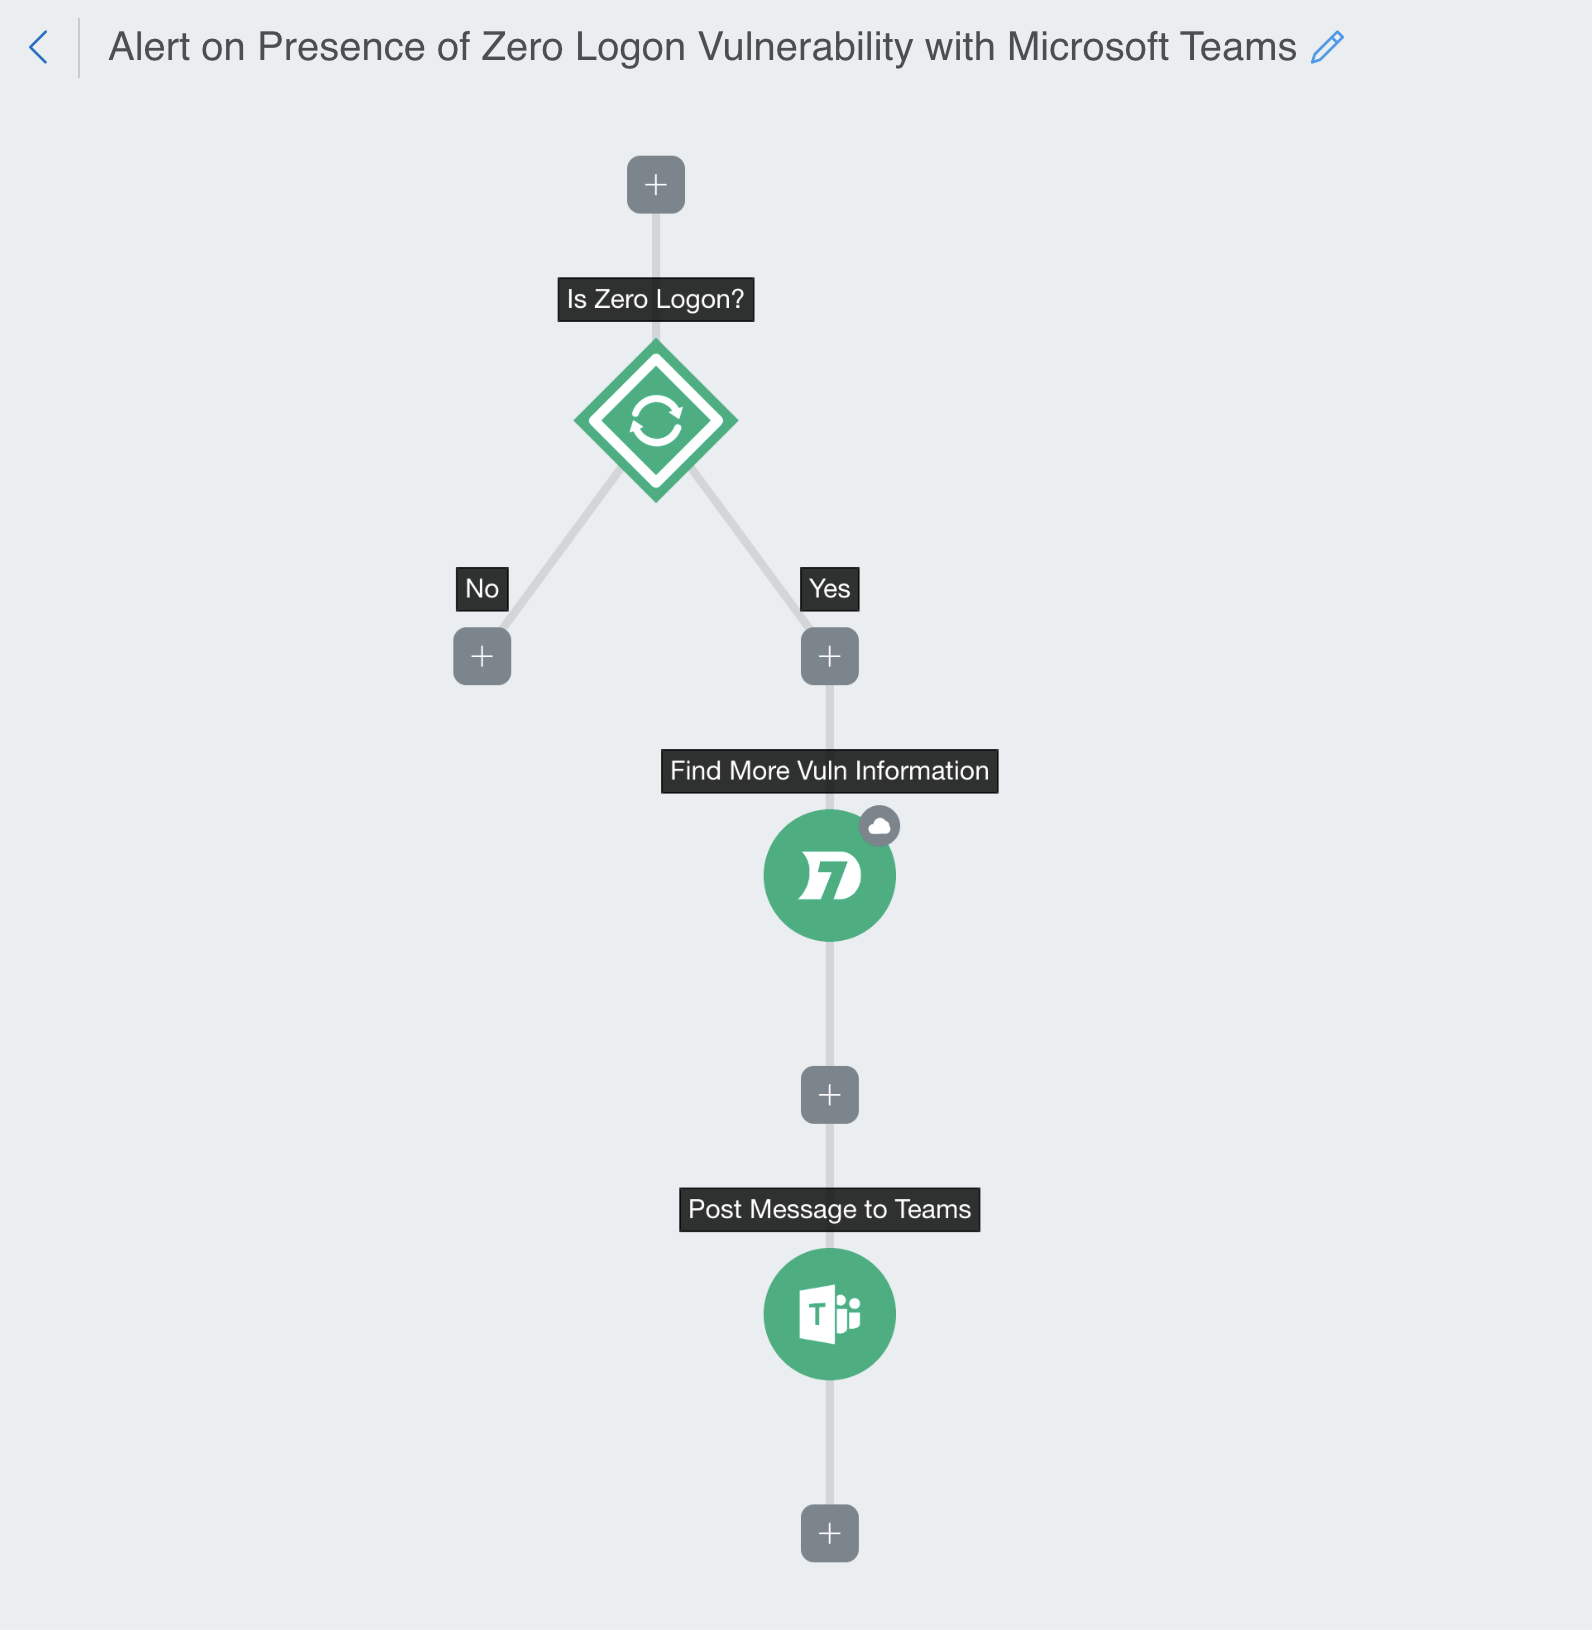 Alert on Presence of Zero Logon Vulnerability with Microsoft Teams
Is Zero Logon?
No
Yes
Find More Vuln Information
7
Post Message to Teams
T